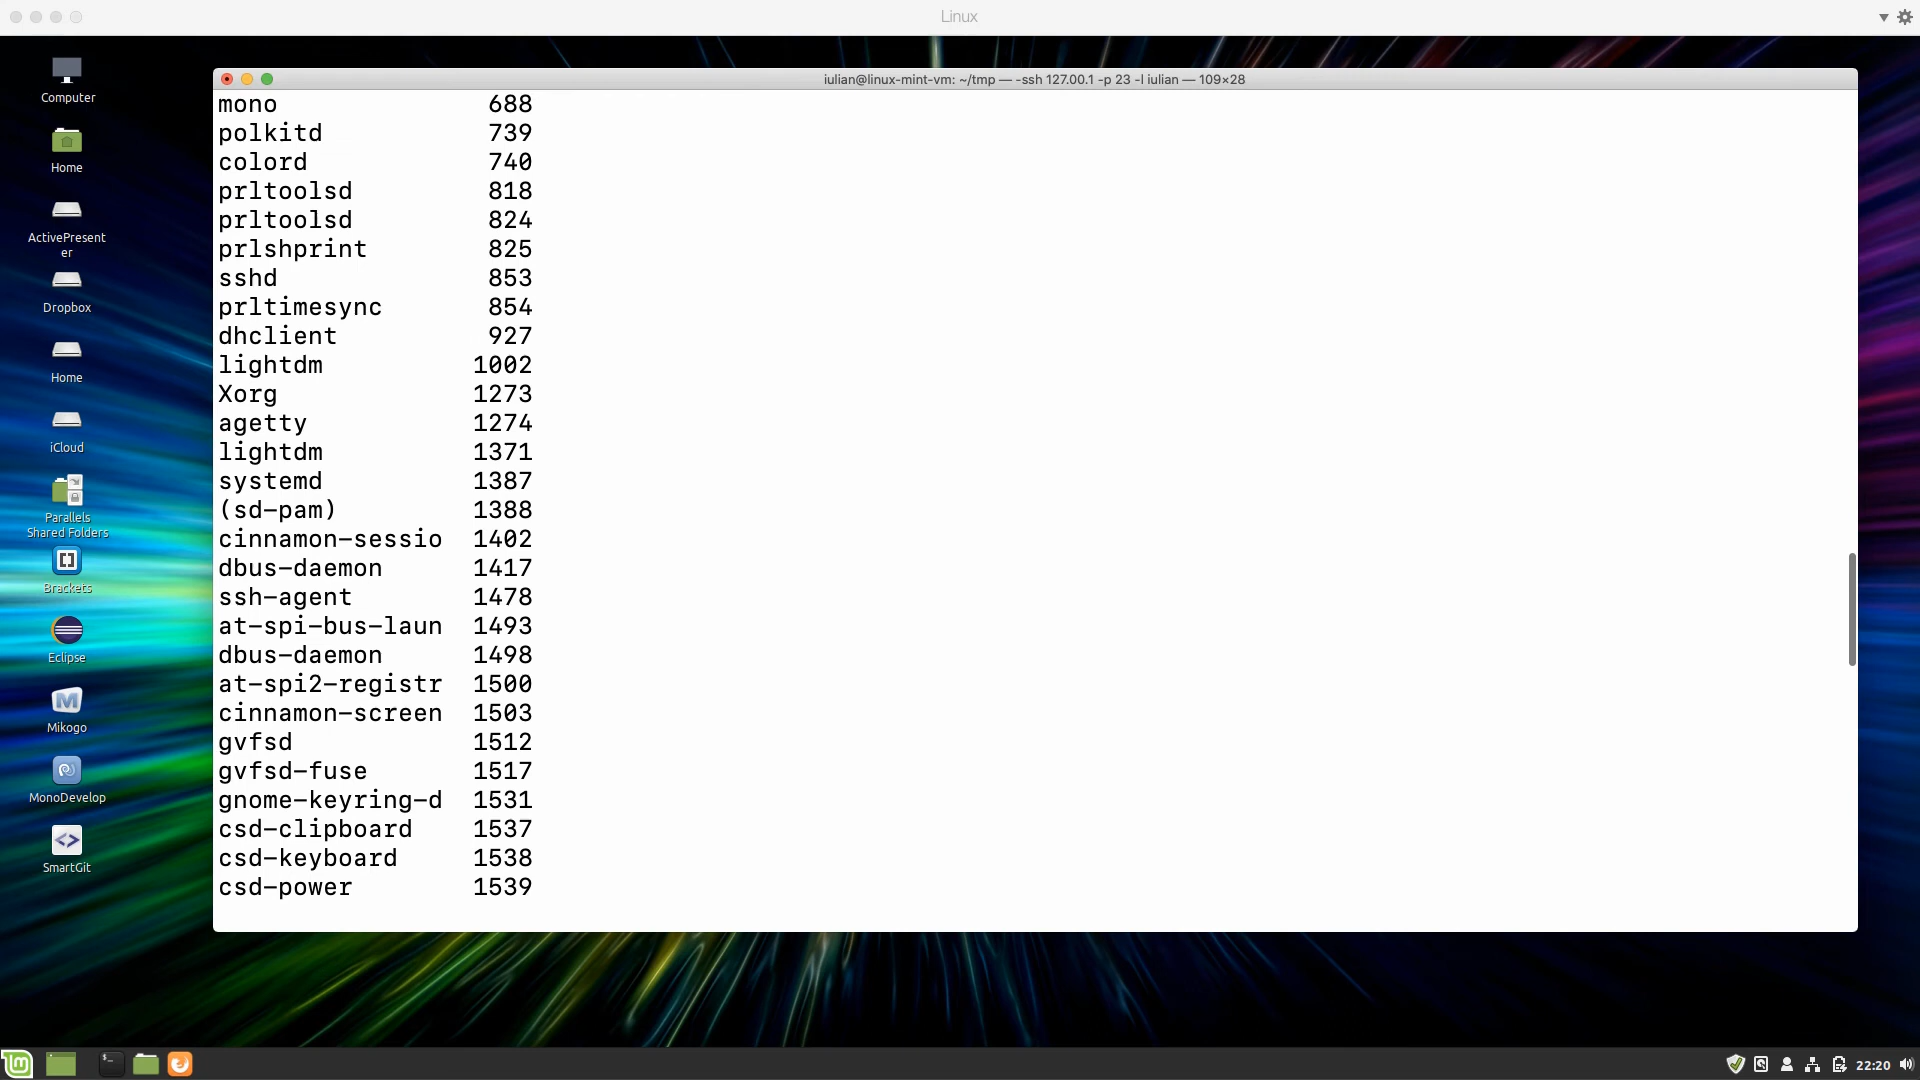 Linux
iulian@linux-mint-vm: ~/tmp — -ssh 127.00.1 -p 23 -l iulian — 109×28
Computer
Home
ActivePresent
er
Dropbox
Home
iCloud
Parallels
Shared Folders
Brackets
Eclipse
Mikogo
MonoDevelop
SmartGit
mono 688
polkitd 739
colord 740
prltoolsd 818
prltoolsd 824
prlshprint 825
sshd 853
prltimesync 854
dhclient 927
lightdm 1002
Xorg 1273
agetty 1274
lightdm 1371
systemd 1387
(sd-pam) 1388
cinnamon-sessio 1402
dbus-daemon 1417
ssh-agent 1478
at-spi-bus-laun 1493
dbus-daemon 1498
at-spi2-registr 1500
cinnamon-screen 1503
gvfsd 1512
gvfsd-fuse 1517
gnome-keyring-d 1531
csd-clipboard 1537
csd-keyboard 1538
csd-power 1539
22:20